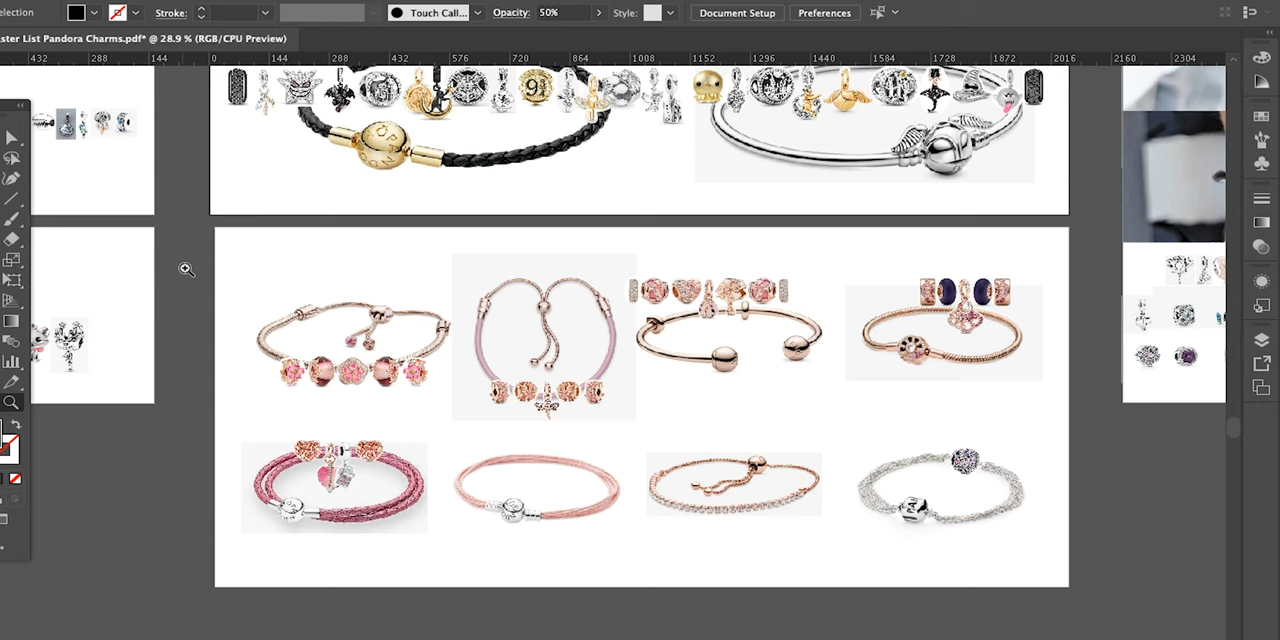 election
Stroke:
Touch Call...
Opacity:
50%
Style:
Document Setup
Preferences
ster List Pandora Charms.pdf* @ 28.9 % (RGB/CPU Preview)
432 288 144 0 144 288 432 576 720 864 1008 1152 1296 1440 1584 1728 1872 2016 2160 2304